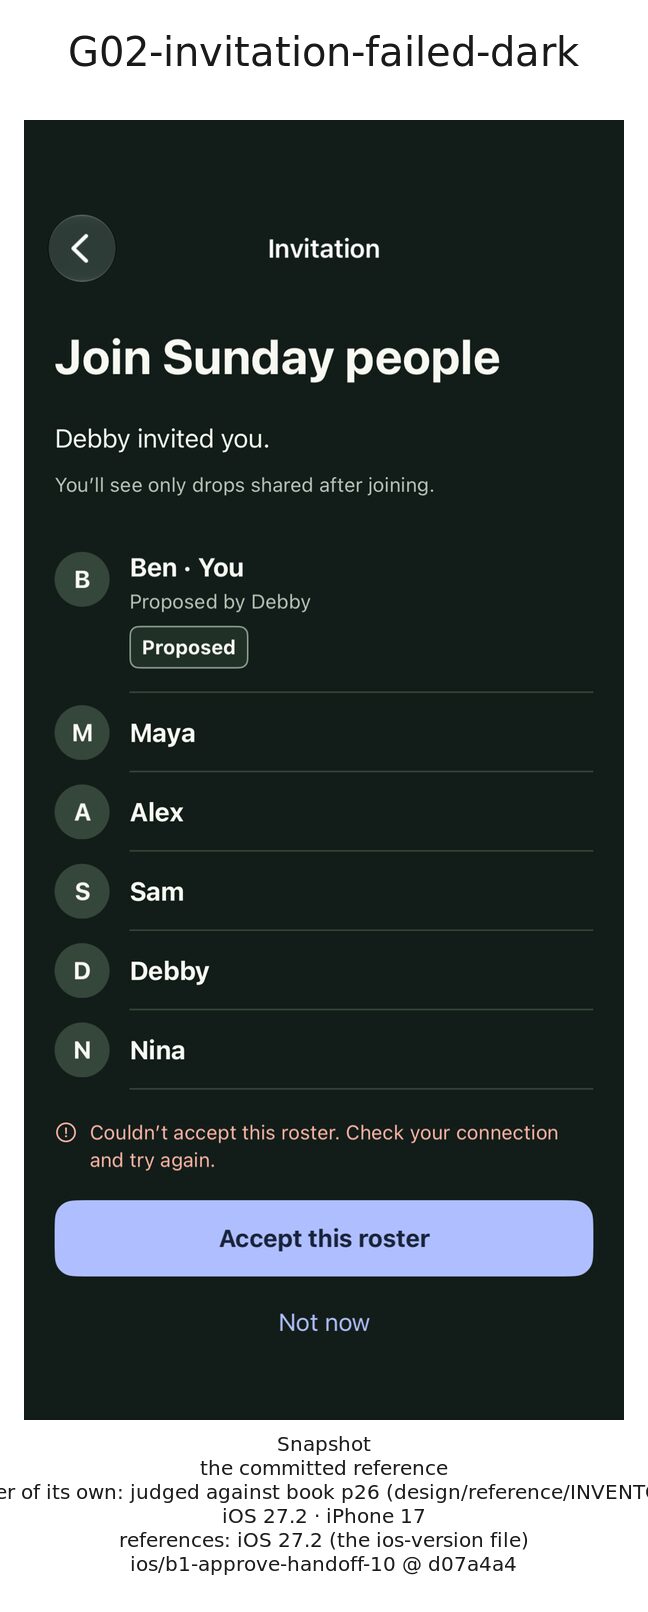 G02-invitation-failed-dark
Invitation
Join Sunday people
Debby invited you.
You’ll see only drops shared after joining.
B
Ben · You
Proposed by Debby
Proposed
M
Maya
A
Alex
S
Sam
D
Debby
N
Nina
Couldn’t accept this roster. Check your connection
and try again.
Accept this roster
Not now
Snapshot
the committed reference
of its own: judged against book p26
iOS 27.2 · iPhone 17
references: iOS 27.2 (the ios-version file)
ios/b1-approve-handoff-10 @ d07a4a4